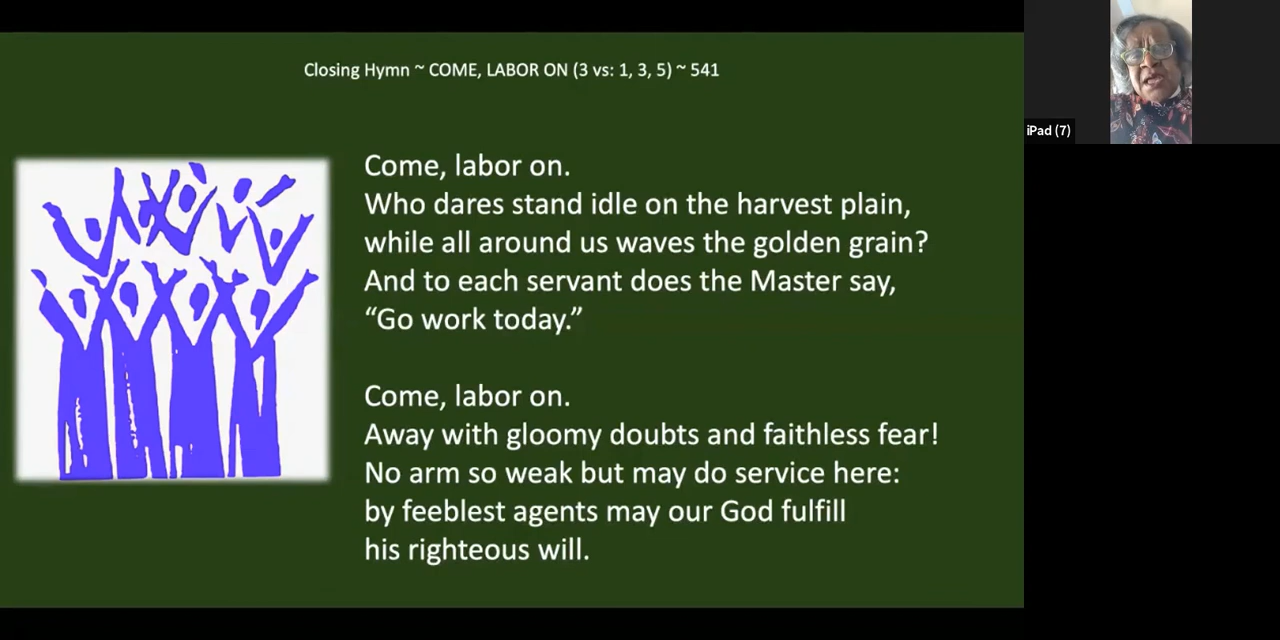 Closing Hymn ~ COME, LABOR ON (3 vs: 1, 3, 5) ~ 541
iPad (7)
Come, labor on.
Who dares stand idle on the harvest plain,
while all around us waves the golden grain?
And to each servant does the Master say,
“Go work today.”
Come, labor on.
Away with gloomy doubts and faithless fear!
No arm so weak but may do service here:
by feeblest agents may our God fulfill
his righteous will.